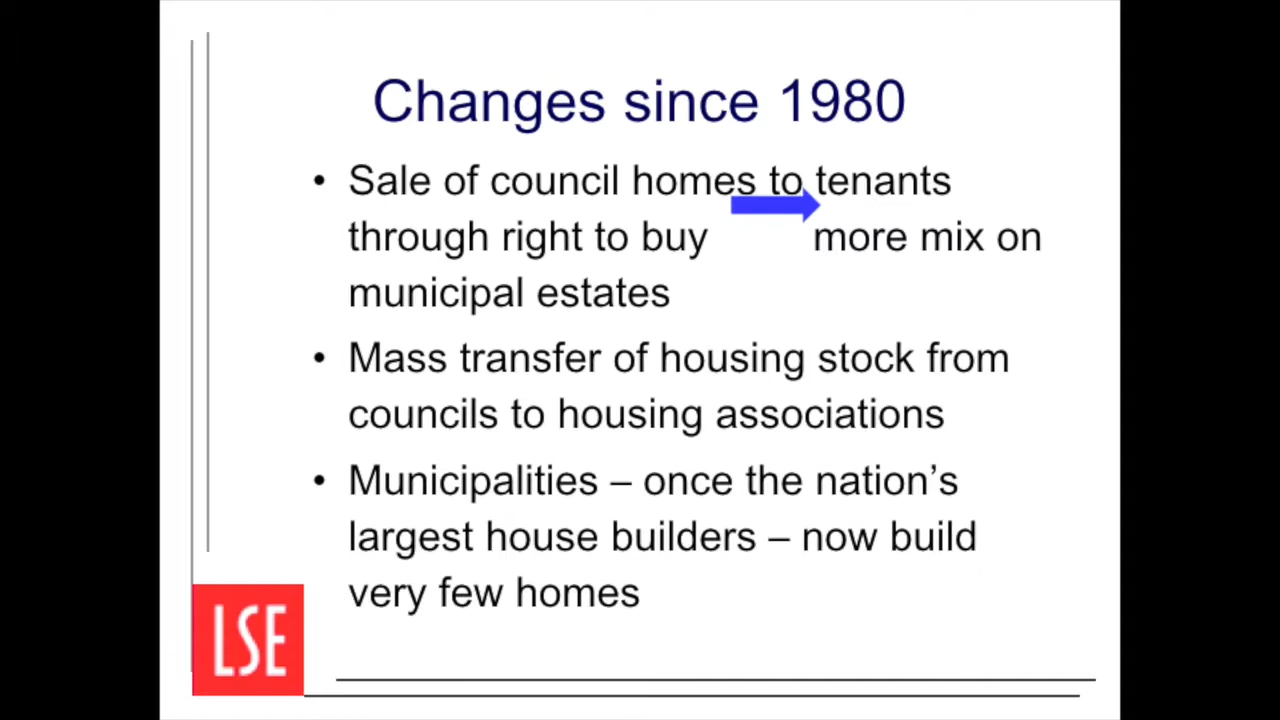 Changes since 1980
• Sale of council homes to tenants
through right to buy more mix on
municipal estates
• Mass transfer of housing stock from
councils to housing associations
• Municipalities – once the nation’s
largest house builders – now build
very few homes
LSE